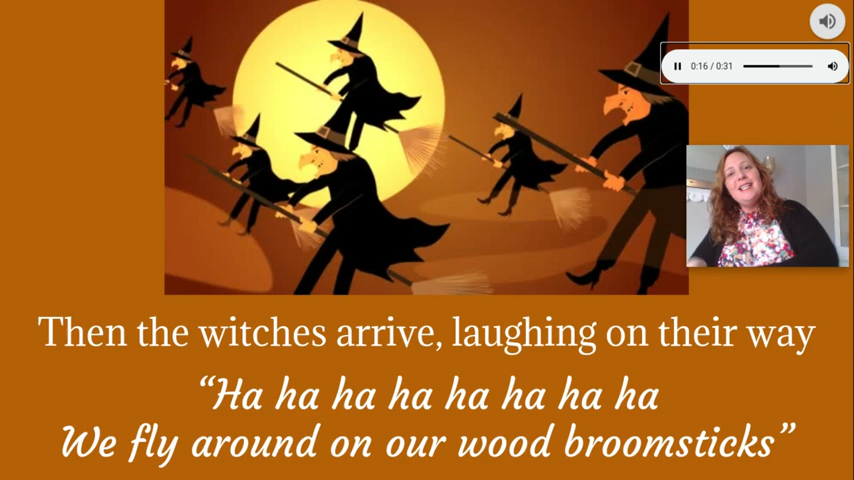 0:16 / 0:31
Then the witches arrive, laughing on their way
“Ha ha ha ha ha ha ha ha
We fly around on our wood broomsticks”